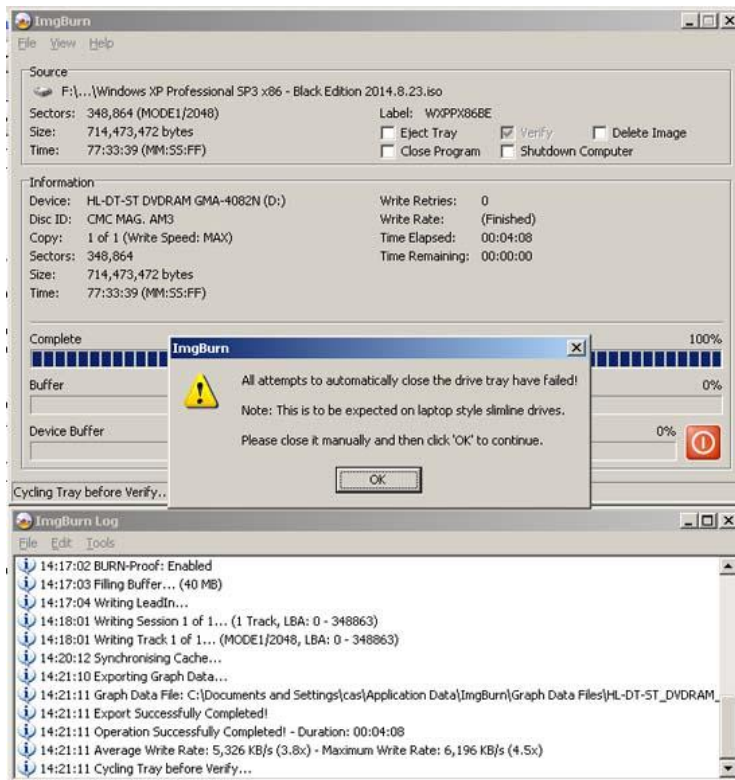 ImgBurn
File View Help
Source
F:\...\Windows XP Professional SP3 x86 - Black Edition 2014.8.23.iso
Sectors: 348,864 (MODE1/2048) Label: WXPPX86BE
Size: 714,473,472 bytes Eject Tray Verify Delete Image
Time: 77:33:39 (MM:SS:FF) Close Program Shutdown Computer
Information
Device: HL-DT-ST DVDRAM GMA-4082N (D:) Write Retries: 0
Disc ID: CMC MAG. AM3 Write Rate: (Finished)
Copy: 1 of 1 (Write Speed: MAX) Time Elapsed: 00:04:08
Sectors: 348,864 Time Remaining: 00:00:00
Size: 714,473,472 bytes
Time: 77:33:39 (MM:SS:FF)
Complete 100%
ImgBurn
All attempts to automatically close the drive tray have failed!
Note: This is to be expected on laptop style slimline drives.
Please close it manually and then click 'OK' to continue.
OK
Buffer 0%
Device Buffer 0%
Cycling Tray before Verify..
ImgBurn Log
File Edit Tools
14:17:02 BURN-Proof: Enabled
14:17:03 Filling Buffer... (40 MB)
14:17:04 Writing LeadIn...
14:18:01 Writing Session 1 of 1... (1 Track, LBA: 0 - 348863)
14:18:01 Writing Track 1 of 1... (MODE1/2048, LBA: 0 - 348863)
14:20:12 Synchronising Cache...
14:21:10 Exporting Graph Data...
14:21:11 Graph Data File: C:\Documents and Settings\cas\Application Data\ImgBurn\Graph Data Files\HL-DT-ST_DVDRAM_
14:21:11 Export Successfully Completed!
14:21:11 Operation Successfully Completed! - Duration: 00:04:08
14:21:11 Average Write Rate: 5,326 KB/s (3.8x) - Maximum Write Rate: 6,196 KB/s (4.5x)
14:21:11 Cycling Tray before Verify...